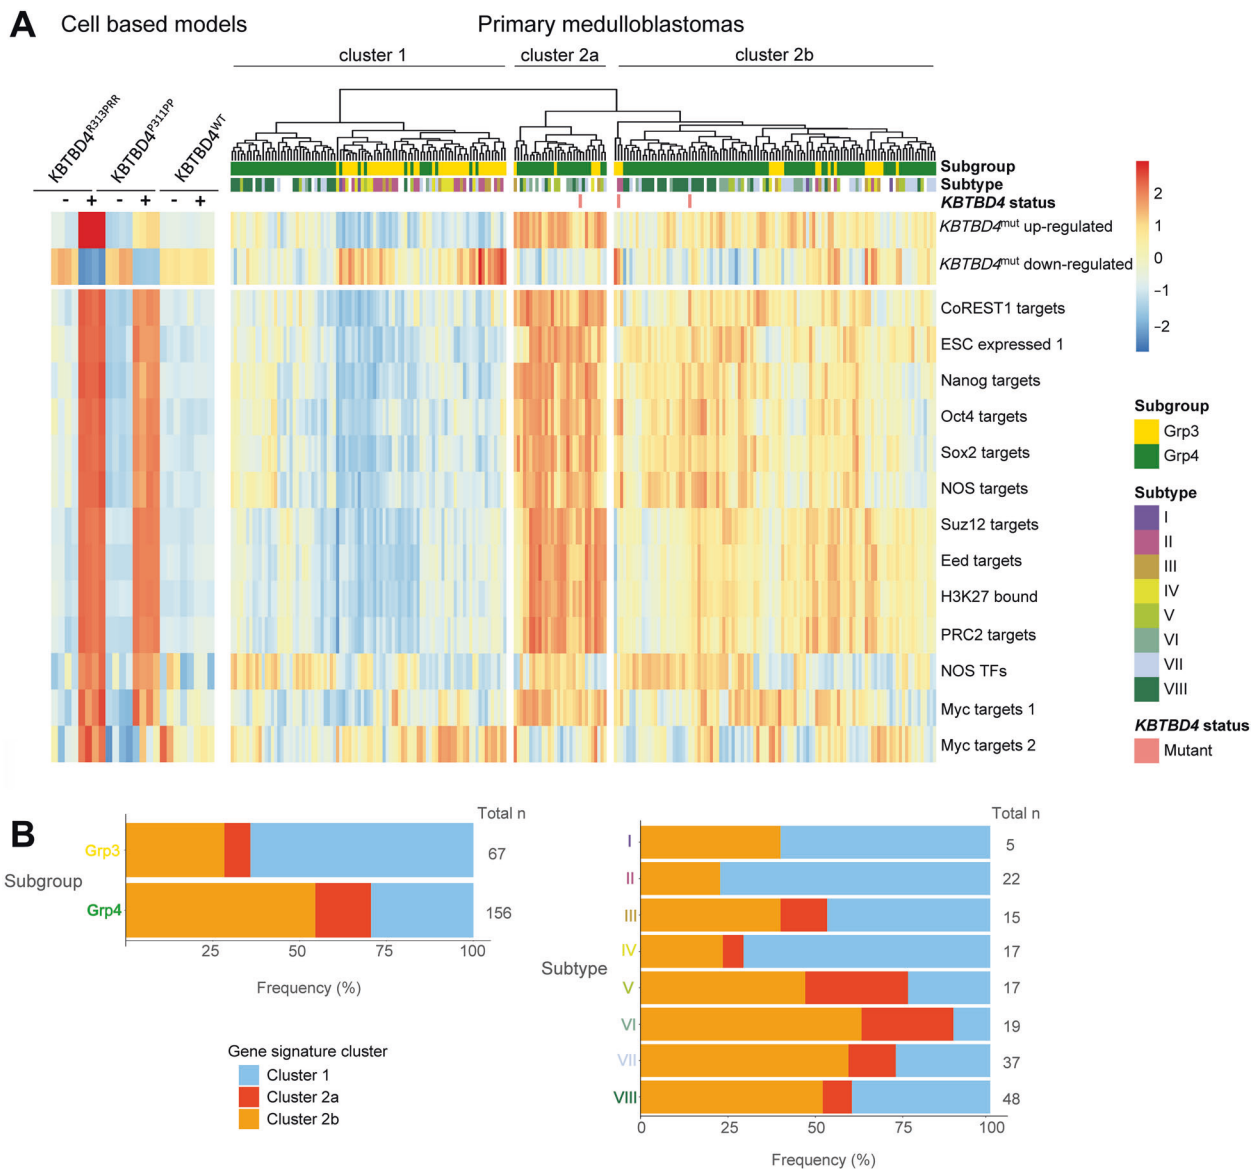 A
Cell based models
Primary medulloblastomas
cluster 1
cluster 2a
cluster 2b
KBTBD4R313PRR
KBTBD4P311PP
KBTBD4WT
- + - + - +
Subgroup
Subtype
KBTBD4 status
KBTBD4mut up-regulated
KBTBD4mut down-regulated
CoREST1 targets
ESC expressed 1
Nanog targets
Oct4 targets
Sox2 targets
NOS targets
Suz12 targets
Eed targets
H3K27 bound
PRC2 targets
NOS TFs
Myc targets 1
Myc targets 2
2
1
0
-1
-2
Subgroup
Grp3
Grp4
Subtype
I
II
III
IV
V
VI
VII
VIII
KBTBD4 status
Mutant
B
Total n
Grp3
67
Subgroup
Grp4
156
25 50 75 100
Frequency (%)
Gene signature cluster
Cluster 1
Cluster 2a
Cluster 2b
Total n
I 5
II 22
III 15
IV 17
Subtype
V 17
VI 19
VII 37
VIII 48
0 25 50 75 100
Frequency (%)